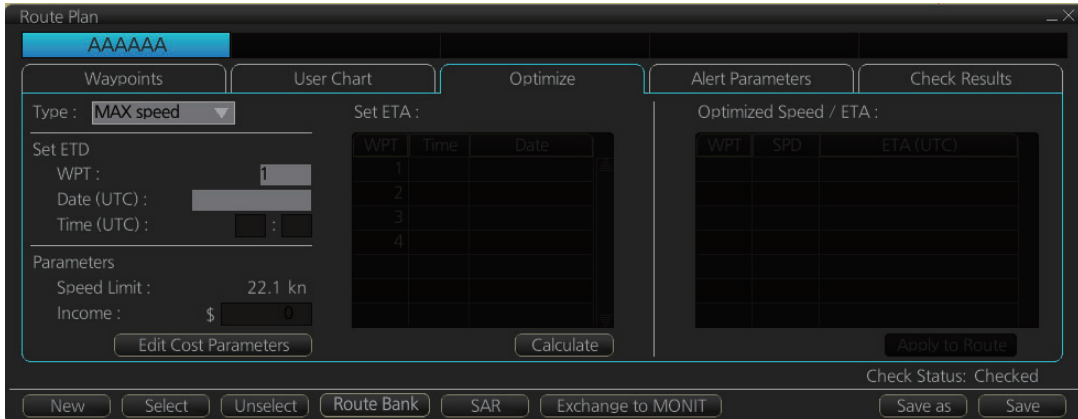 Route Plan
AAAAAA
Waypoints User Chart Optimize Alert Parameters Check Results
Type : MAX speed Set ETA : Optimized Speed / ETA :
Set ETD WPT Time Date WPT SPD ETA (UTC)
WPT : 1 1
Date (UTC) : 2
Time (UTC) : : 3
4
Parameters
Speed Limit : 22.1 kn
Income : $ 0
Edit Cost Parameters Calculate Apply to Route
Check Status: Checked
New Select Unselect Route Bank SAR Exchange to MONIT Save as Save